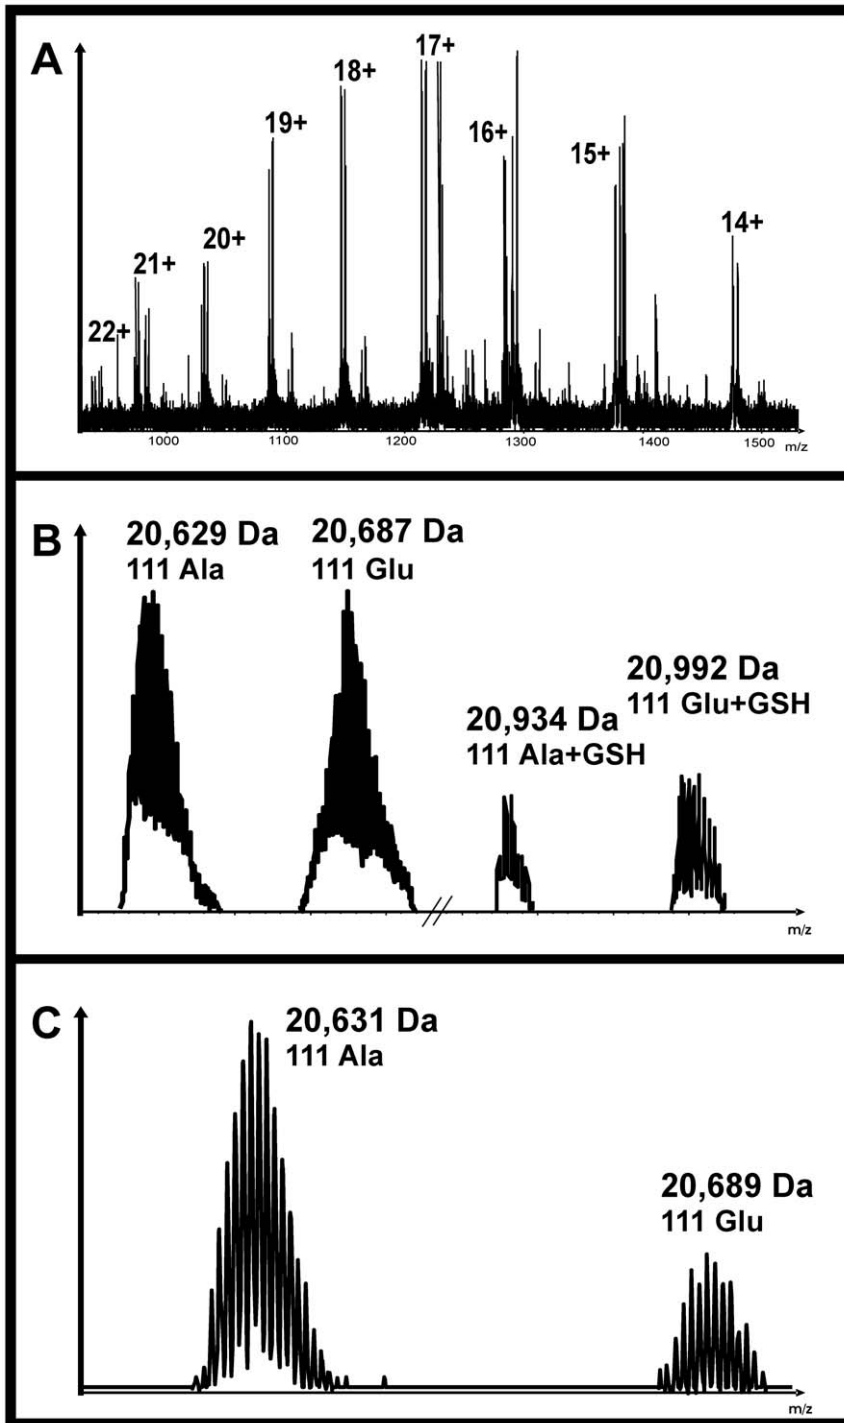 A
22+
21+
20+
19+
18+
17+
16+
15+
14+
1000 1100 1200 1300 1400 1500
m/z
B
20,629 Da
111 Ala
20,687 Da
111 Glu
20,934 Da
111 Ala+GSH
20,992 Da
111 Glu+GSH
m/z
C
20,631 Da
111 Ala
20,689 Da
111 Glu
m/z